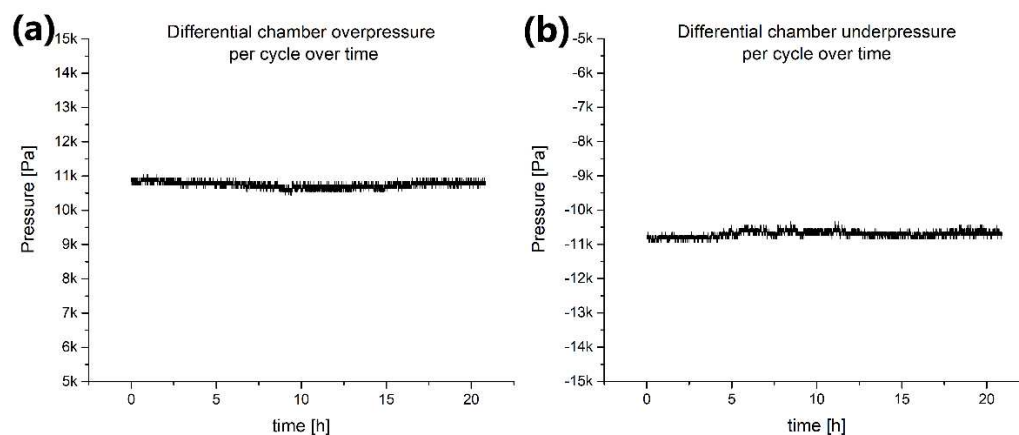 (a)
Differential chamber overpressure
per cycle over time
15k
14k
13k
12k
11k
10k
9k
8k
7k
6k
5k
Pressure [Pa]
0
5
10
15
20
time [h]
(b)
Differential chamber underpressure
per cycle over time
-5k
-6k
-7k
-8k
-9k
-10k
-11k
-12k
-13k
-14k
-15k
Pressure [Pa]
0
5
10
15
20
time [h]